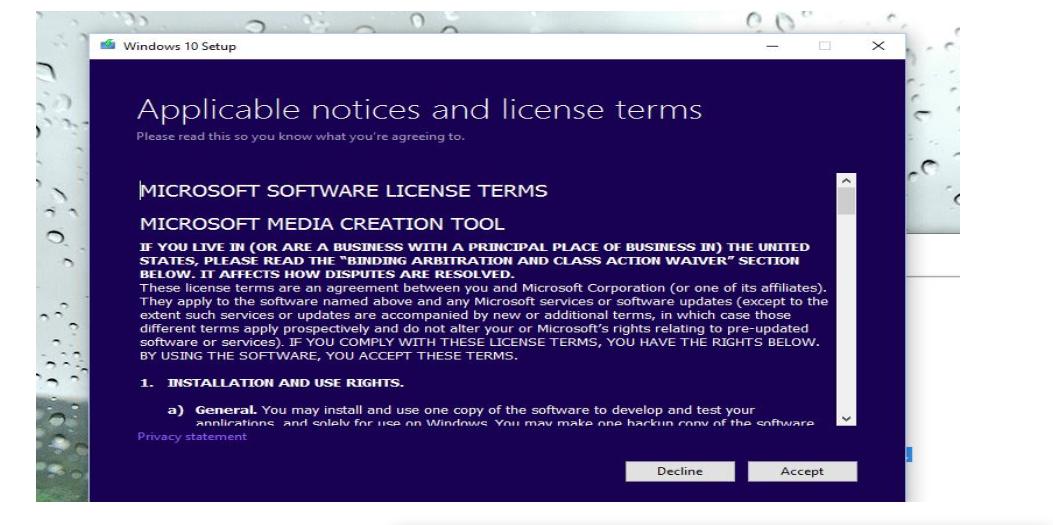 Windows 10 Setup
Applicable notices and license terms
Please read this so you know what you're agreeing to.
MICROSOFT SOFTWARE LICENSE TERMS
MICROSOFT MEDIA CREATION TOOL
IF YOU LIVE IN (OR ARE A BUSINESS WITH A PRINCIPAL PLACE OF BUSINESS IN) THE UNITED
STATES, PLEASE READ THE “BINDING ARBITRATION AND CLASS ACTION WAIVER” SECTION
BELOW. IT AFFECTS HOW DISPUTES ARE RESOLVED.
These license terms are an agreement between you and Microsoft Corporation (or one of its affiliates).
They apply to the software named above and any Microsoft services or software updates (except to the
extent such services or updates are accompanied by new or additional terms, in which case those
different terms apply prospectively and do not alter your or Microsoft’s rights relating to pre-updated
software or services). IF YOU COMPLY WITH THESE LICENSE TERMS, YOU HAVE THE RIGHTS BELOW.
BY USING THE SOFTWARE, YOU ACCEPT THESE TERMS.
1. INSTALLATION AND USE RIGHTS.
a) General. You may install and use one copy of the software to develop and test your
applications, and solely for use on Windows. You may make one backup copy of the software
Privacy statement
Decline Accept